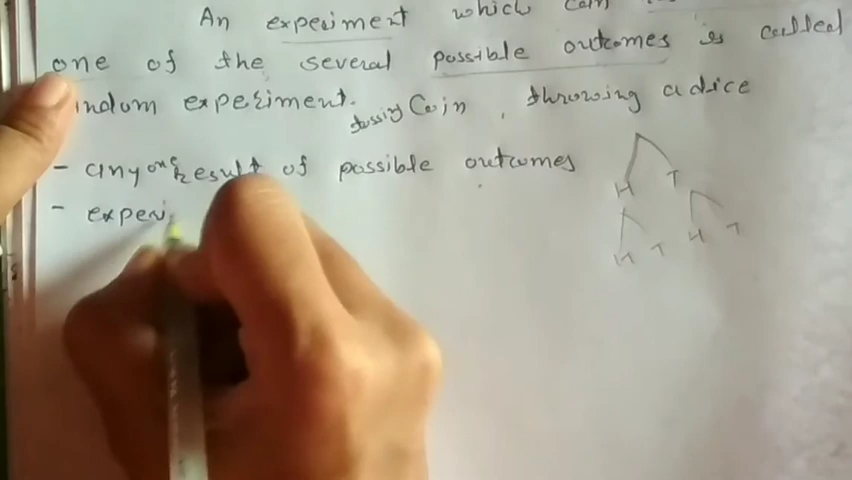 An experiment which can
one of the several possible outcomes is called
andom experiment. tossing Coin, throwing a dice
- any one result of possible outcomes
- experi
H T
H T H T